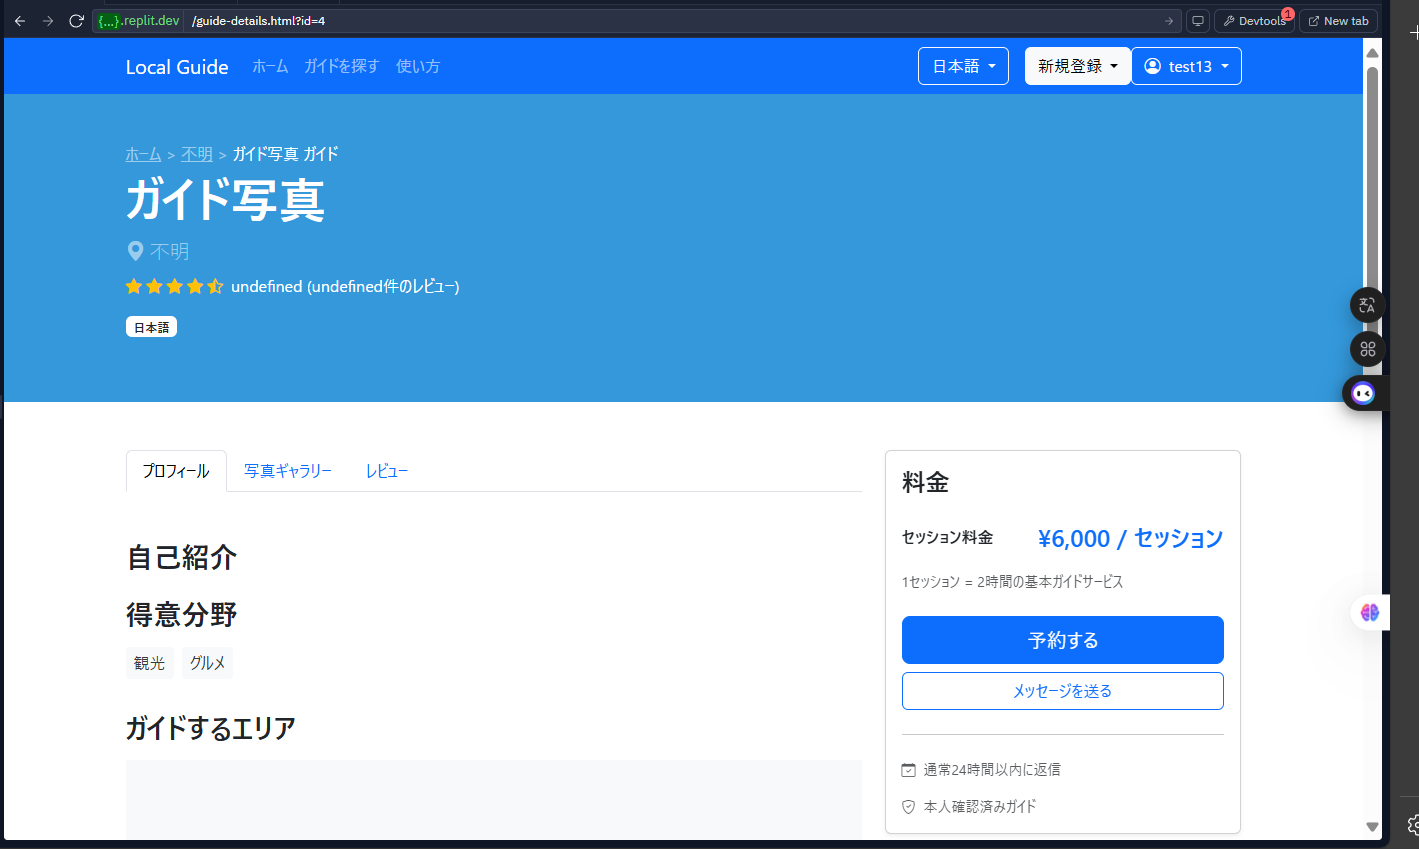 {...}.replit.dev /guide-details.html?id=4 Devtools 1 New tab
Local Guide ホーム ガイドを探す 使い方 日本語 新規登録 test13
ホーム > 不明 > ガイド写真 ガイド
ガイド写真
不明
undefined (undefined件のレビュー)
日本語
プロフィール 写真ギャラリー レビュー
自己紹介
得意分野
観光 グルメ
ガイドするエリア
料金
セッション料金 ¥6,000 / セッション
1セッション = 2時間の基本ガイドサービス
予約する
メッセージを送る
通常24時間以内に返信
本人確認済みガイド